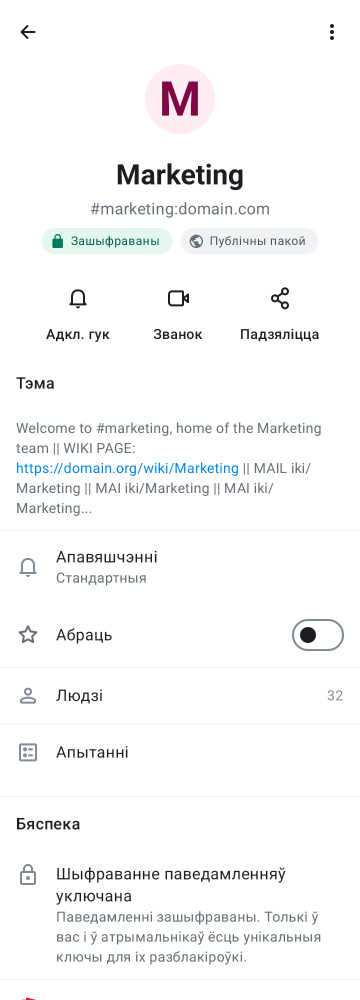 M
Marketing
#marketing:domain.com
Зашыфраваны
Публічны пакой
Адкл. гук
Званок
Падзяліцца
Тэма
Welcome to #marketing, home of the Marketing
team || WIKI PAGE:
https://domain.org/wiki/Marketing || MAIL iki/
Marketing || MAI iki/Marketing || MAI iki/
Marketing...
Апавяшчэнні
Стандартныя
Абраць
Людзі
32
Апытанні
Бяспека
Шыфраванне паведамленняў
уключана
Паведамленні зашыфраваны. Толькі ў
вас і ў атрымальнікаў ёсць унікальныя
ключы для іх разблакіроўкі.